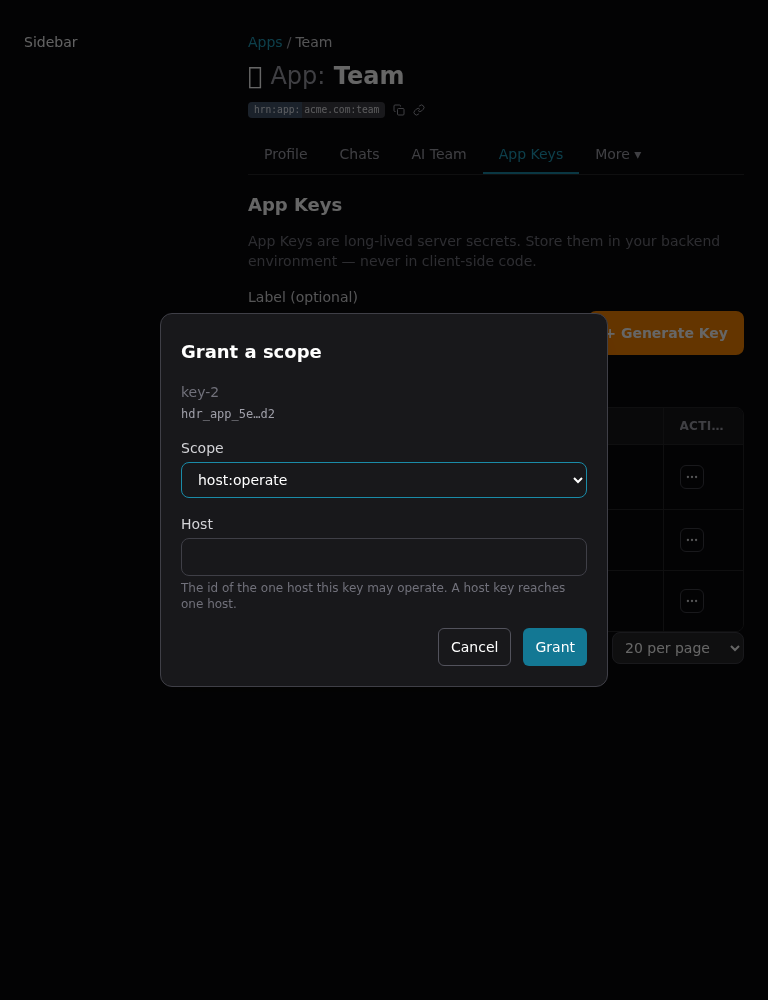 Sidebar
Apps / Team
App: Team
hrn:app: acme.com:team
Profile Chats AI Team App Keys More ▾
App Keys
App Keys are long-lived server secrets. Store them in your backend
environment — never in client-side code.
Label (optional)
+ Generate Key
ACTI…
20 per page
Grant a scope
key-2
hdr_app_5e…d2
Scope
host:operate
Host
The id of the one host this key may operate. A host key reaches
one host.
Cancel Grant